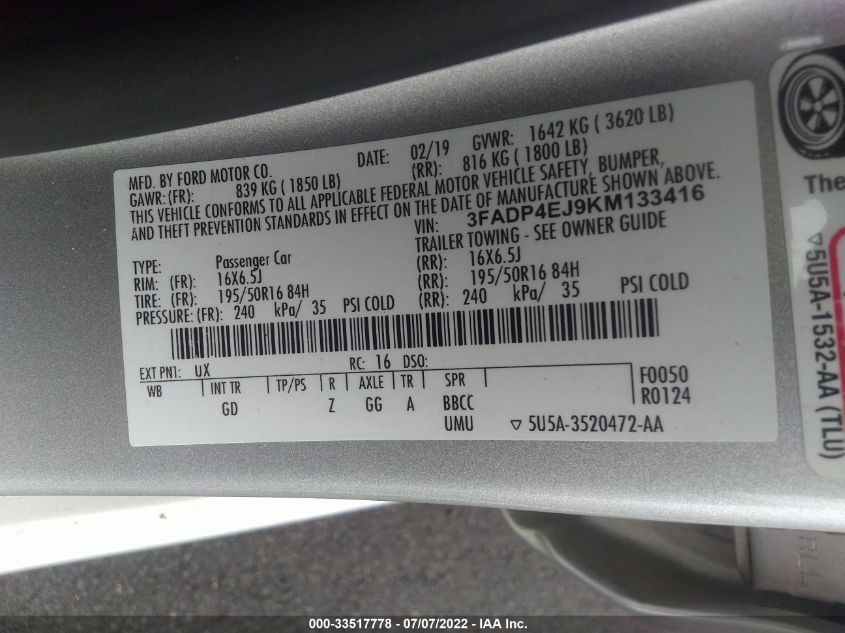 MFD. BY FORD MOTOR CO.
DATE: 02/19 GVWR: 1642 KG ( 3620 LB)
GAWR: (FR): 839 KG ( 1850 LB) (RR): 816 KG ( 1800 LB)
THIS VEHICLE CONFORMS TO ALL APPLICABLE FEDERAL MOTOR VEHICLE SAFETY, BUMPER,
AND THEFT PREVENTION STANDARDS IN EFFECT ON THE DATE OF MANUFACTURE SHOWN ABOVE.
VIN: 3FADP4EJ9KM133416
TYPE: Passenger Car TRAILER TOWING - SEE OWNER GUIDE
RIM: (FR): 16X6.5J (RR): 16X6.5J
TIRE: (FR): 195/50R16 84H (RR): 195/50R16 84H
PRESSURE: (FR): 240 kPa/ 35 PSI COLD (RR): 240 kPa/ 35 PSI COLD
EXT PNT: UX RC: 16 DSO:
WB INT TR TP/PS R AXLE TR SPR F0050
GD Z GG A BBCC R0124
UMU ▽ 5U5A-3520472-AA
The
▽5U5A-1532-AA (TLU)
000-33517778 - 07/07/2022 - IAA Inc.